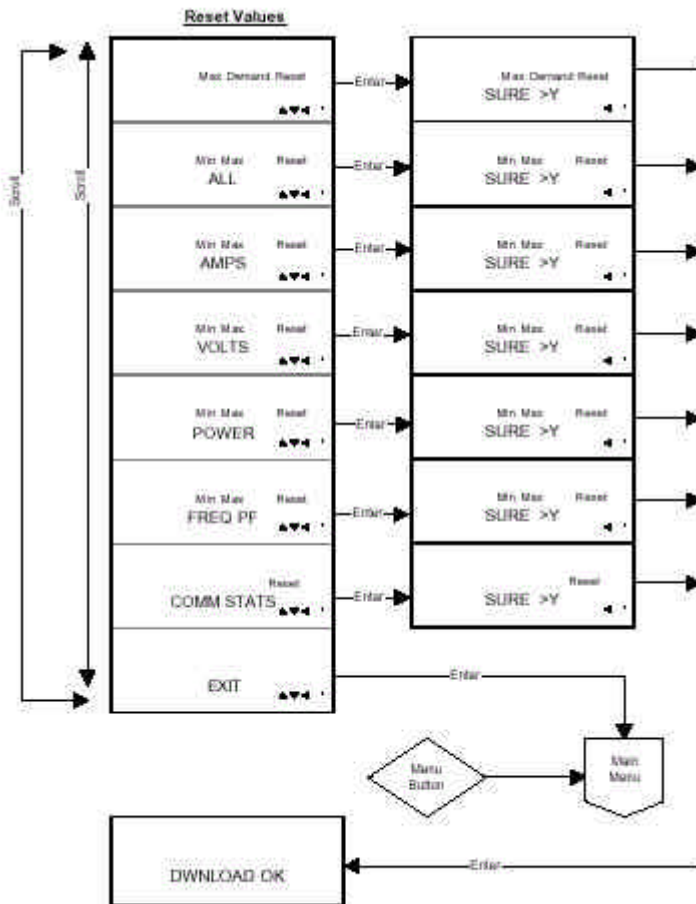 Reset Values
Max Demand Reset
Enter
Max Demand Reset
SURE >Y
Min Max Reset
ALL
Enter
Min Max Reset
SURE >Y
Scroll
Scroll
Min Max Reset
AMPS
Enter
Min Max Reset
SURE >Y
Min Max Reset
VOLTS
Enter
Min Max Reset
SURE >Y
Min Max Reset
POWER
Enter
Min Max Reset
SURE >Y
Min Max Reset
FREQ PF
Enter
Min Max Reset
SURE >Y
Reset
COMM STATS
Enter
Reset
SURE >Y
EXIT
Enter
Menu
Button
Main
Menu
DWNLOAD OK
Enter